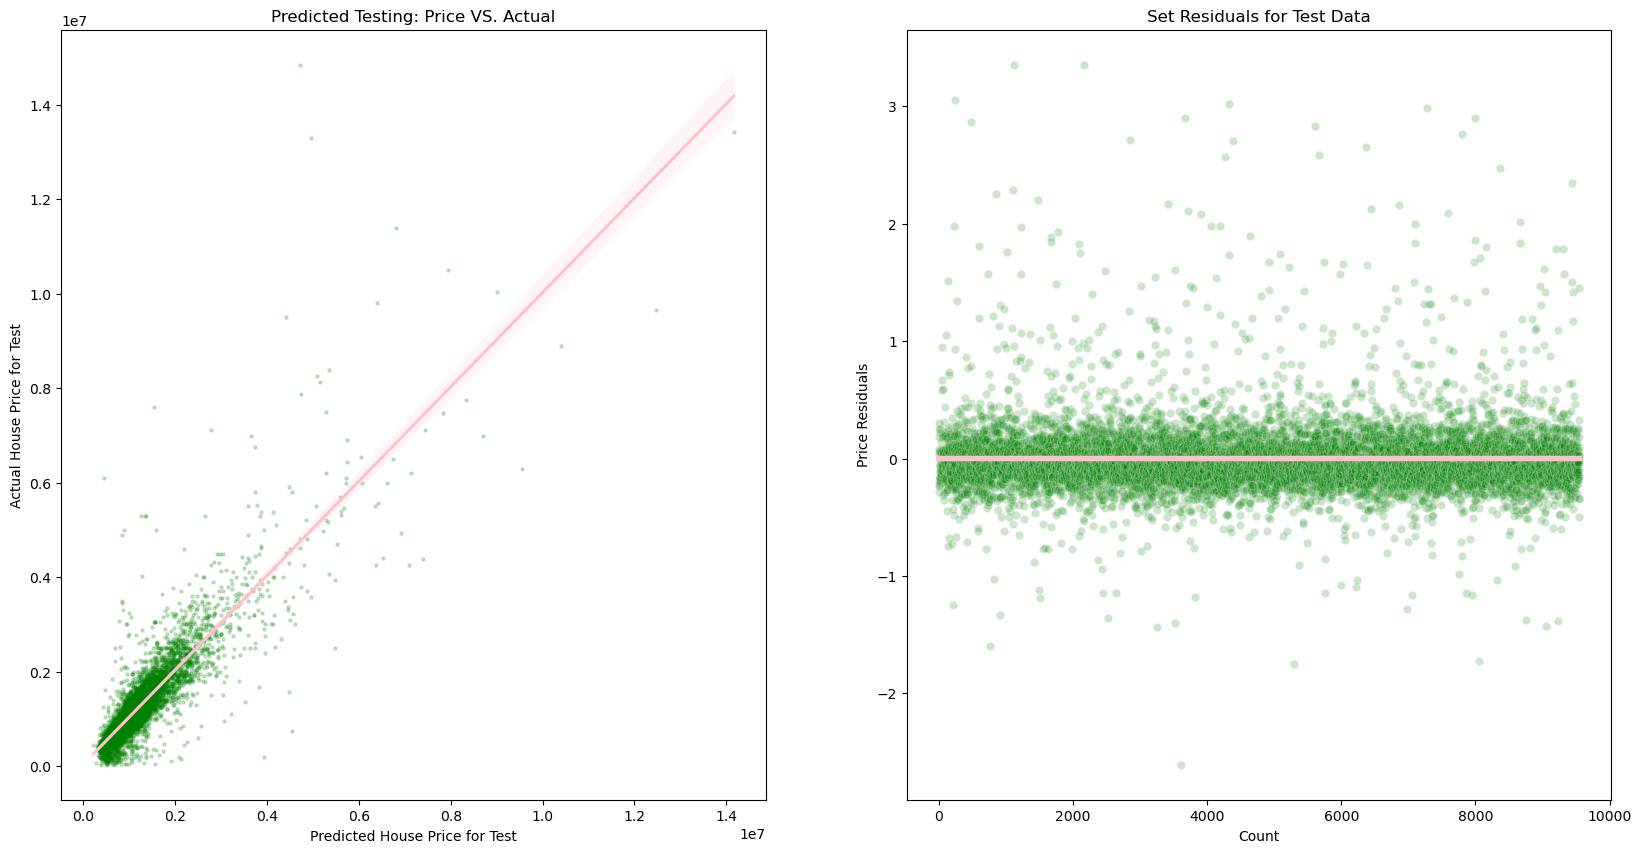 Predicted Testing: Price VS. Actual
1e7
1.4
1.2
1.0
0.8
0.6
0.4
0.2
0.0
Actual House Price for Test
0.0 0.2 0.4 0.6 0.8 1.0 1.2 1.4
1e7
Predicted House Price for Test
Set Residuals for Test Data
3
2
1
0
−1
−2
Price Residuals
0 2000 4000 6000 8000 10000
Count